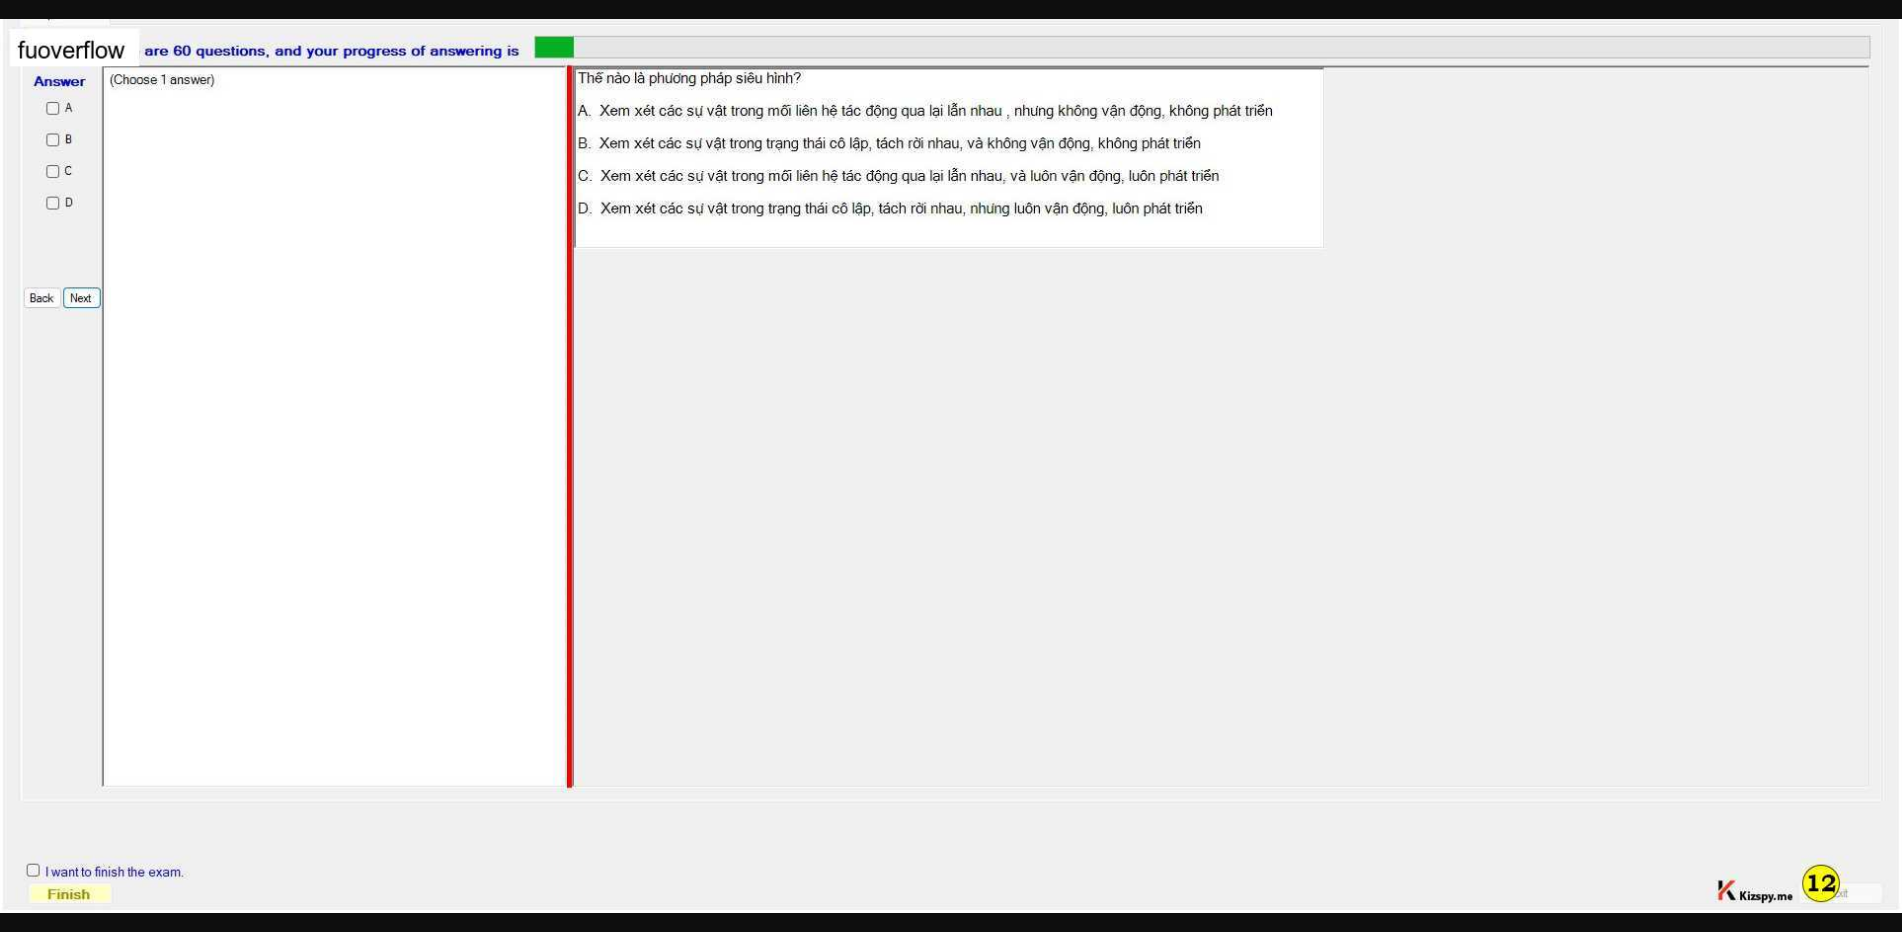 fuoverflow are 60 questions, and your progress of answering is
Answer
(Choose 1 answer)
A
B
C
D
Back Next
Thế nào là phương pháp siêu hình?
A. Xem xét các sự vật trong mối liên hệ tác động qua lại lẫn nhau , nhưng không vận động, không phát triển
B. Xem xét các sự vật trong trạng thái cô lập, tách rời nhau, và không vận động, không phát triển
C. Xem xét các sự vật trong mối liên hệ tác động qua lại lẫn nhau, và luôn vận động, luôn phát triển
D. Xem xét các sự vật trong trạng thái cô lập, tách rời nhau, nhưng luôn vận động, luôn phát triển
I want to finish the exam.
Finish
Kizspy.me
12